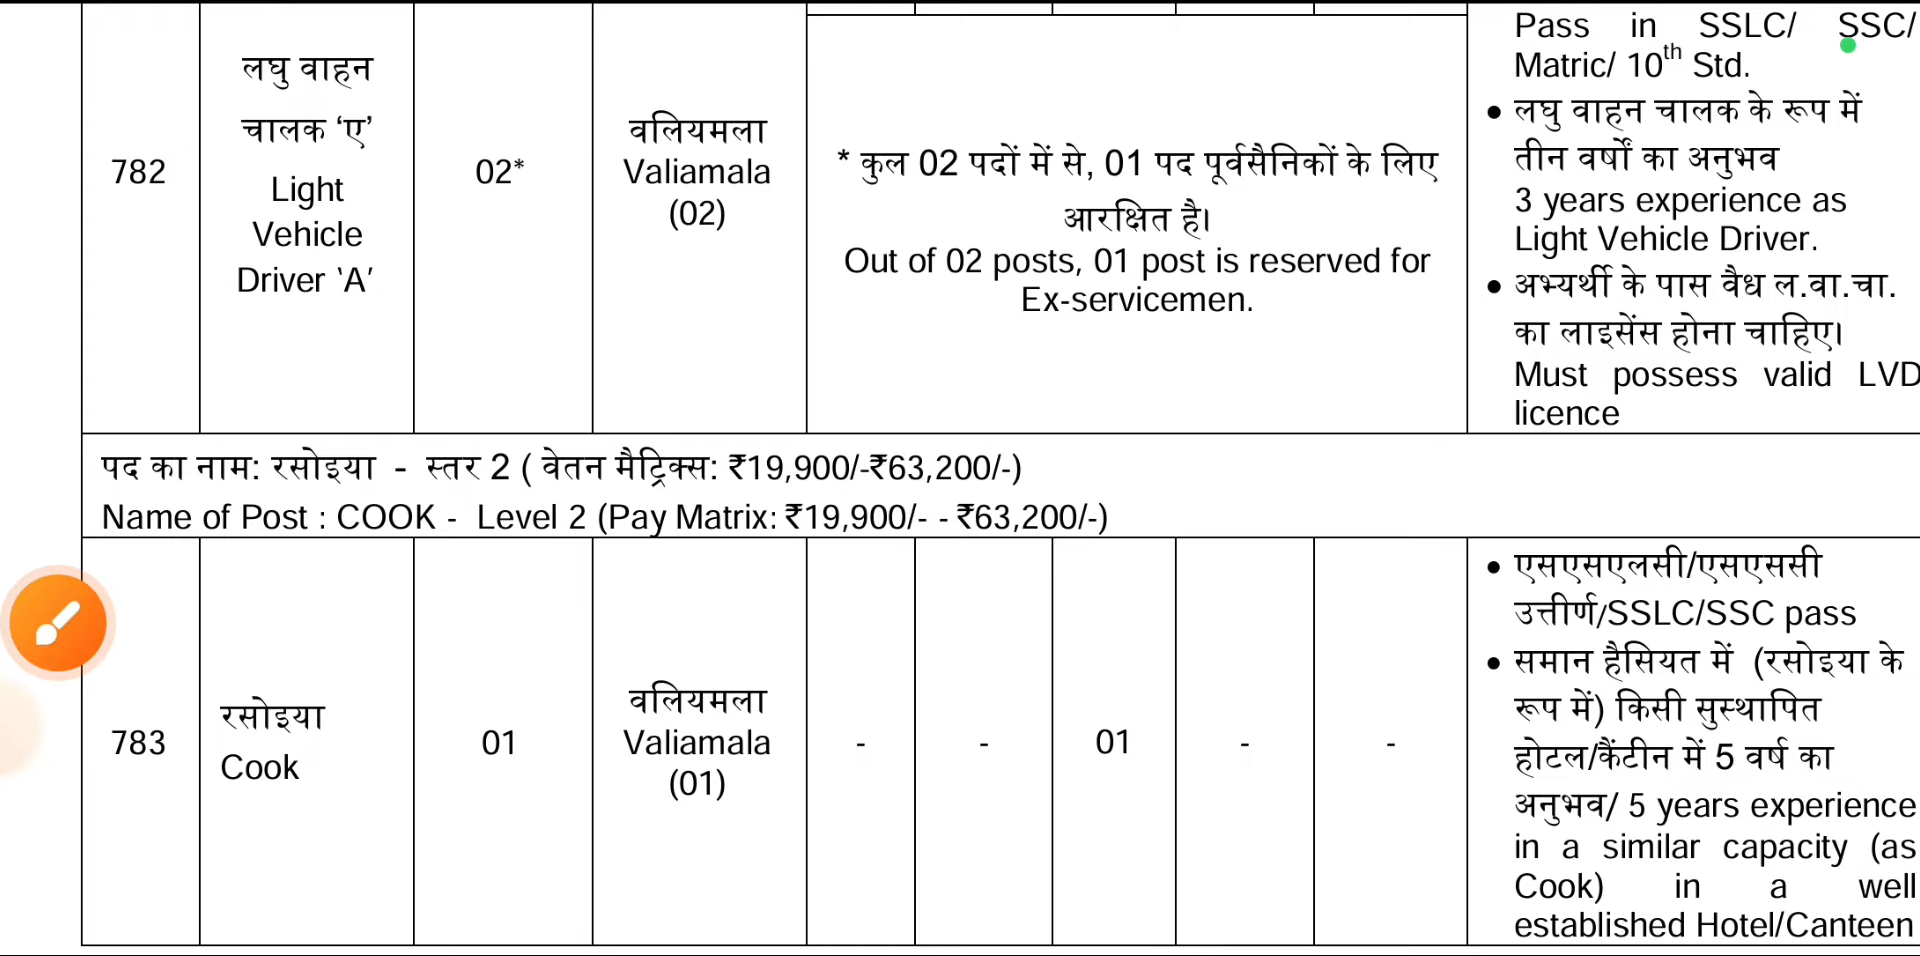 Pass in SSLC/ SSC/
Matric/ 10th Std.
• लघु वाहन चालक के रूप में
तीन वर्षों का अनुभव
3 years experience as
Light Vehicle Driver.
• अभ्यर्थी के पास वैध ल.वा.चा.
का लाइसेंस होना चाहिए।
Must possess valid LVD
licence
782
लघु वाहन
चालक ‘ए’
Light
Vehicle
Driver ‘A’
02*
वलियमला
Valiamala
(02)
* कुल 02 पदों में से, 01 पद पूर्वसैनिकों के लिए
आरक्षित है।
Out of 02 posts, 01 post is reserved for
Ex-servicemen.
पद का नाम: रसोइया - स्तर 2 ( वेतन मैट्रिक्स: ₹19,900/-₹63,200/-)
Name of Post : COOK - Level 2 (Pay Matrix: ₹19,900/- - ₹63,200/-)
783
रसोइया
Cook
01
वलियमला
Valiamala
(01)
-
-
01
-
-
• एसएसएलसी/एसएससी
उत्तीर्ण/SSLC/SSC pass
• समान हैसियत में (रसोइया के
रूप में) किसी सुस्थापित
होटल/कैंटीन में 5 वर्ष का
अनुभव/ 5 years experience
in a similar capacity (as
Cook) in a well
established Hotel/Canteen